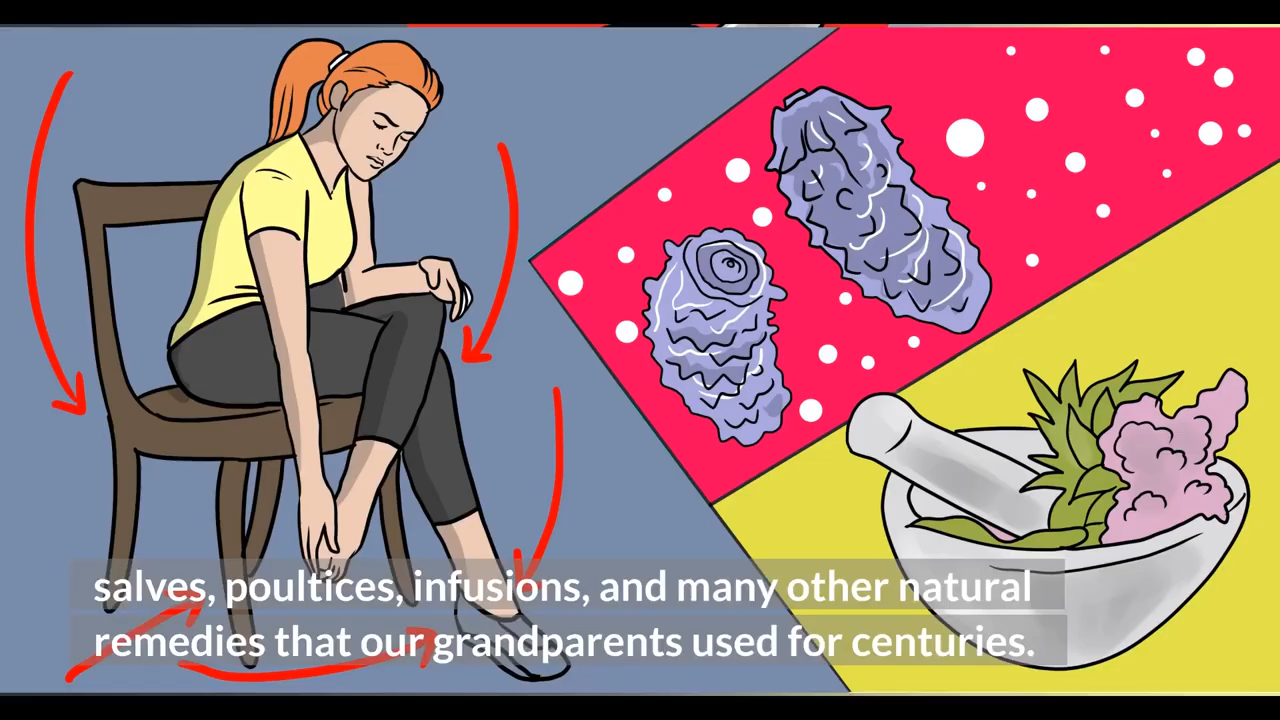 salves, poultices, infusions, and many other natural
remedies that our grandparents used for centuries.